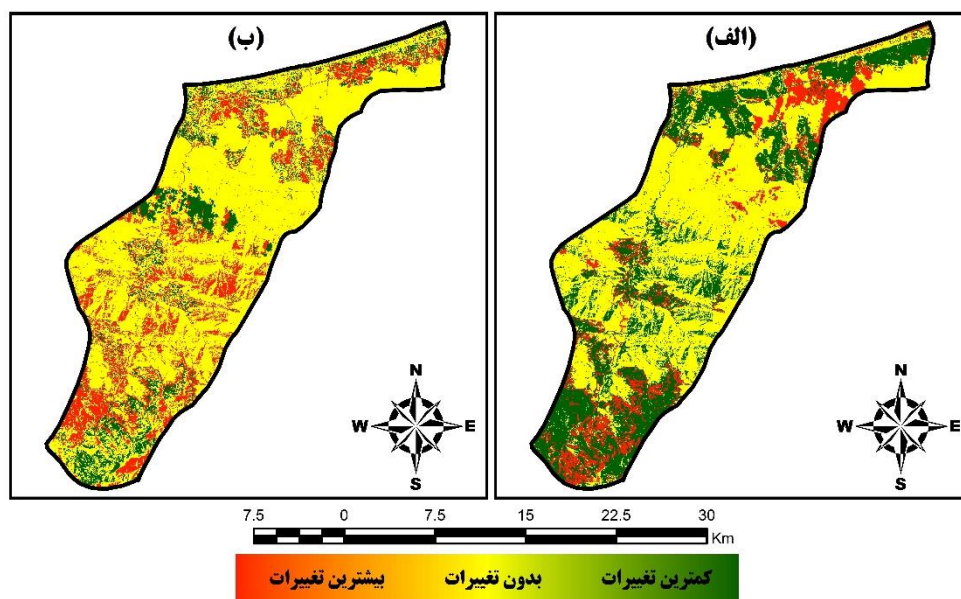 (الف)
(ب)
N
W E
S
N
W E
S
7.5 0 7.5 15 22.5 30
Km
کمترین تغییرات بدون تغییرات بیشترین تغییرات